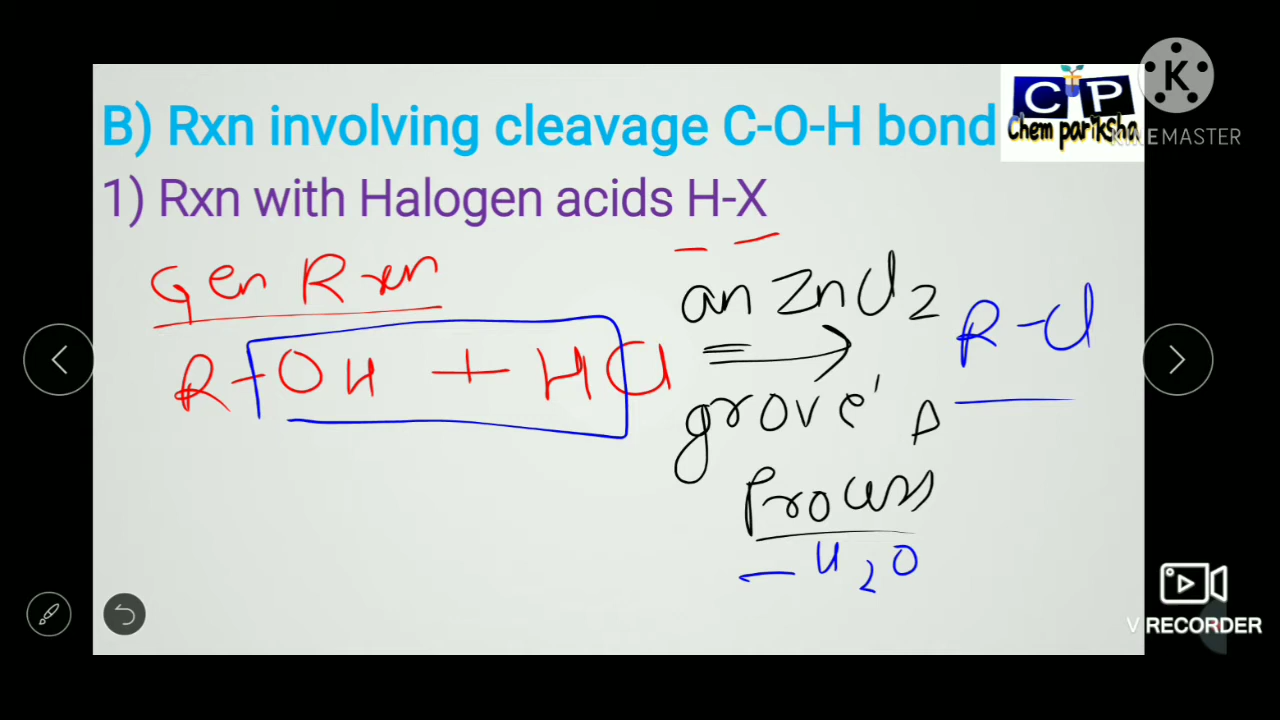 B) Rxn involving cleavage C-O-H bond
1) Rxn with Halogen acids H-X
Gen Rxn
R-OH + HCl
an ZnCl2
R-Cl
grove's
Process
- H2O
CP
Chem pariksha
K
KINEMASTER
V RECORDER